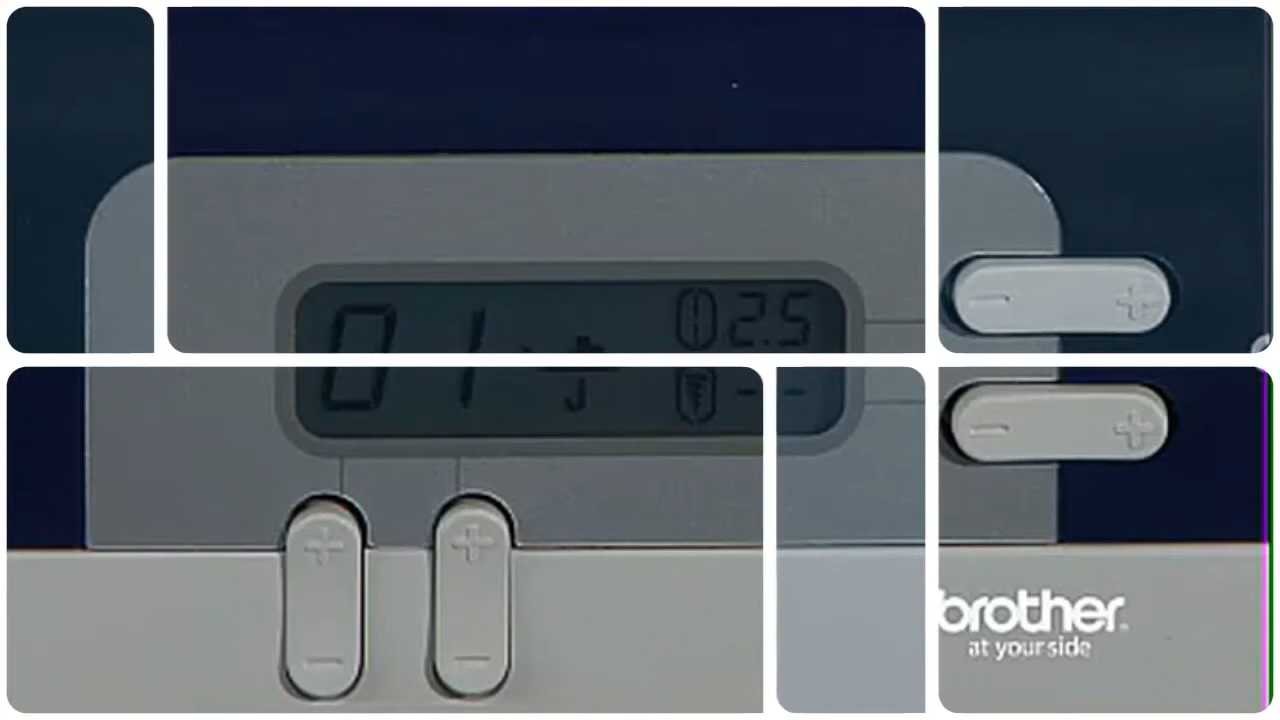 01 2.5
J - -
- +
- +
+ +
- -
brother
at your side